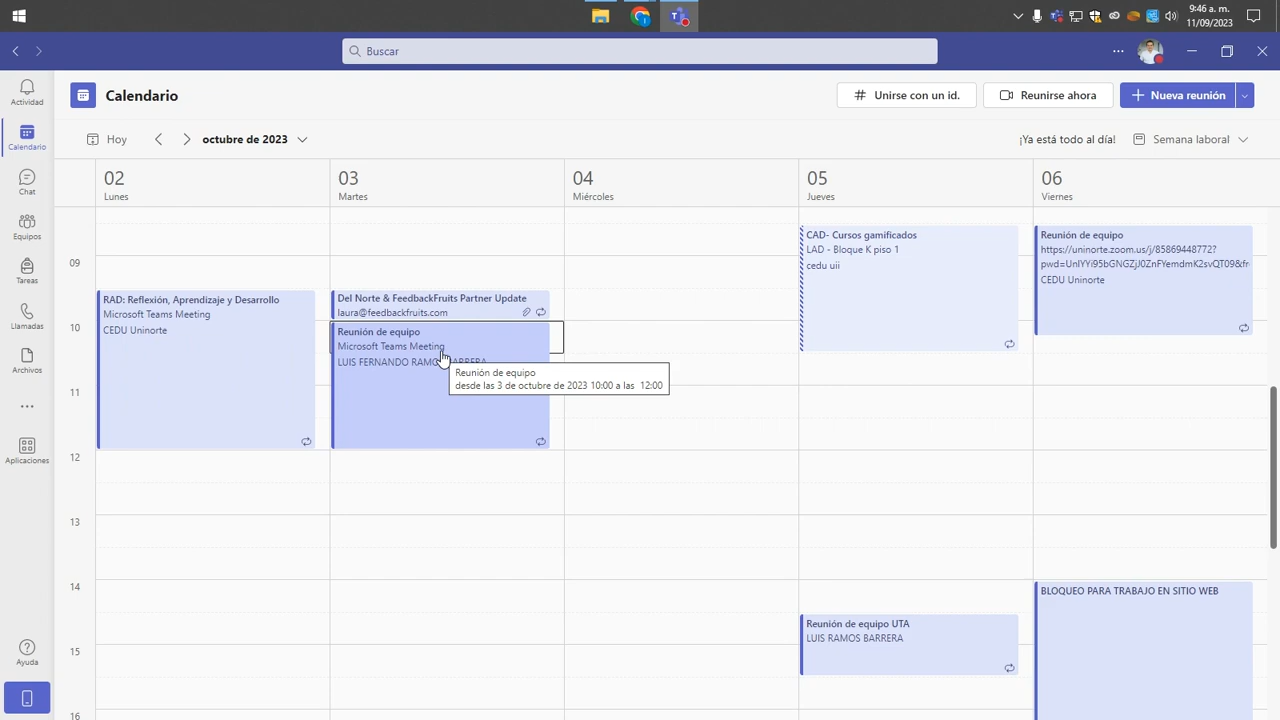 9:46 a. m.
11/09/2023
Buscar
Actividad
Calendario
Chat
Equipos
Tareas
Llamadas
Archivos
Aplicaciones
Ayuda
Calendario
# Unirse con un id.
Reunirse ahora
Nueva reunión
Hoy
octubre de 2023
¡Ya está todo al día!
Semana laboral
02
Lunes
03
Martes
04
Miércoles
05
Jueves
06
Viernes
09
10
11
12
13
14
15
16
RAD: Reflexión, Aprendizaje y Desarrollo
Microsoft Teams Meeting
CEDU Uninorte
Del Norte & FeedbackFruits Partner Update
laura@feedbackfruits.com
Reunión de equipo
Microsoft Teams Meeting
LUIS FERNANDO RAMOS BARRERA
Reunión de equipo
desde las 3 de octubre de 2023 10:00 a las 12:00
CAD- Cursos gamificados
LAD - Bloque K piso 1
cedu uii
Reunión de equipo UTA
LUIS RAMOS BARRERA
Reunión de equipo
https://uninorte.zoom.us/j/85869448772?
CEDU Uninorte
BLOQUEO PARA TRABAJO EN SITIO WEB